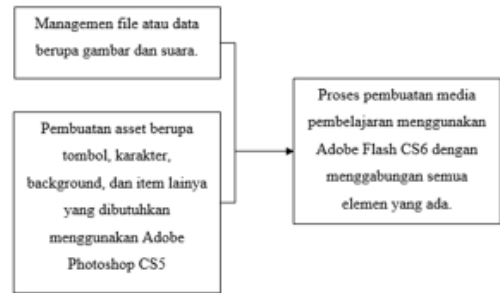 Managemen file atau data
berupa gambar dan suara.
Pembuatan asset berupa
tombol, karakter,
background, dan item lainya
yang dibutuhkan
menggunakan Adobe
Photoshop CS5
Proses pembuatan media
pembelajaran menggunakan
Adobe Flash CS6 dengan
menggabungan semua
elemen yang ada.